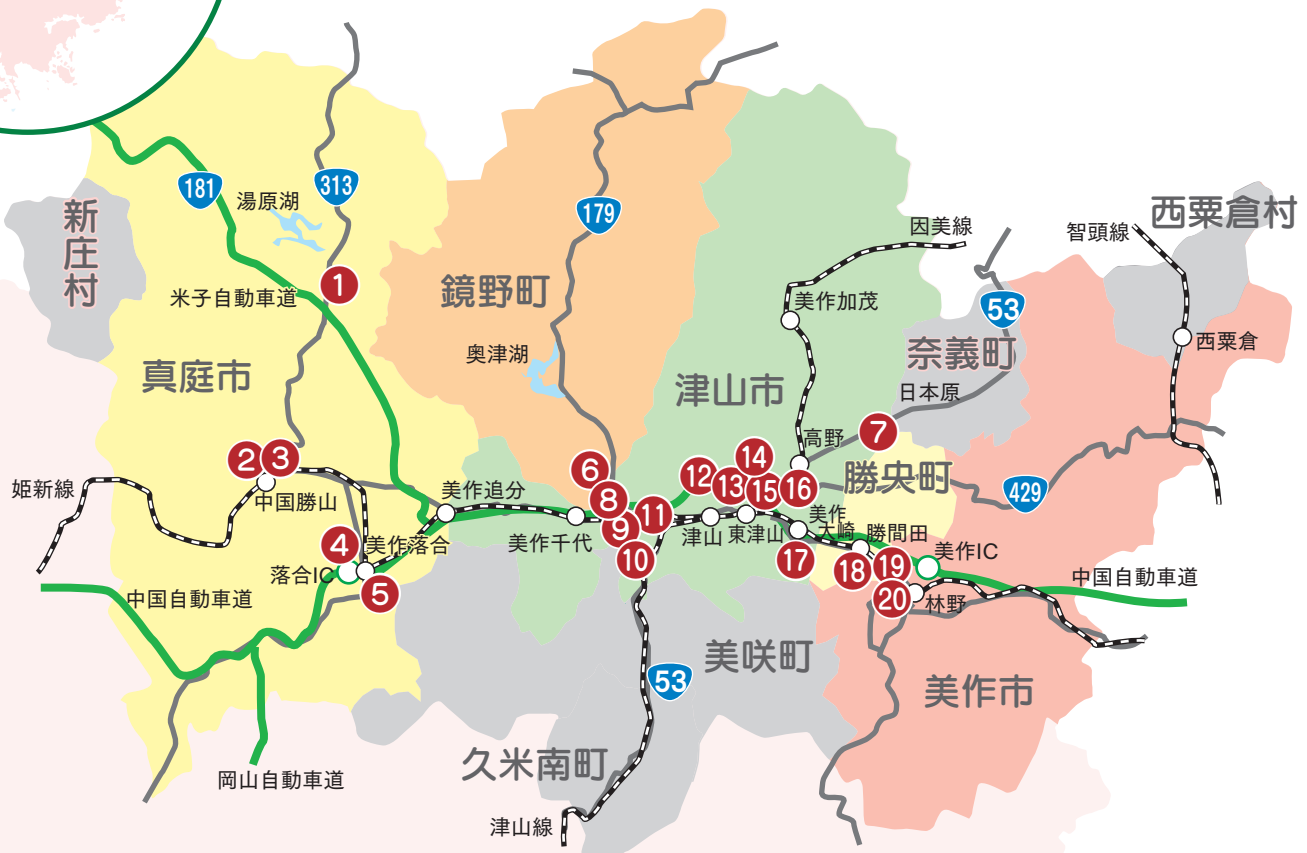 181
湯原湖
313
179
新庄村
西粟倉村
因美線
智頭線
1
米子自動車道
鏡野町
53
美作加茂
奥津湖
奈義町
西粟倉
真庭市
津山市
日本原
高野
7
2
3
6
12
13
14
15
16
勝央町
429
姫新線
中国勝山
美作追分
8
9
11
10
美作千代
津山
東津山
美作大崎
勝間田
4
美作落合
落合IC
5
17
18
19
20
美作IC
林野
中国自動車道
中国自動車道
美咲町
53
美作市
久米南町
岡山自動車道
津山線